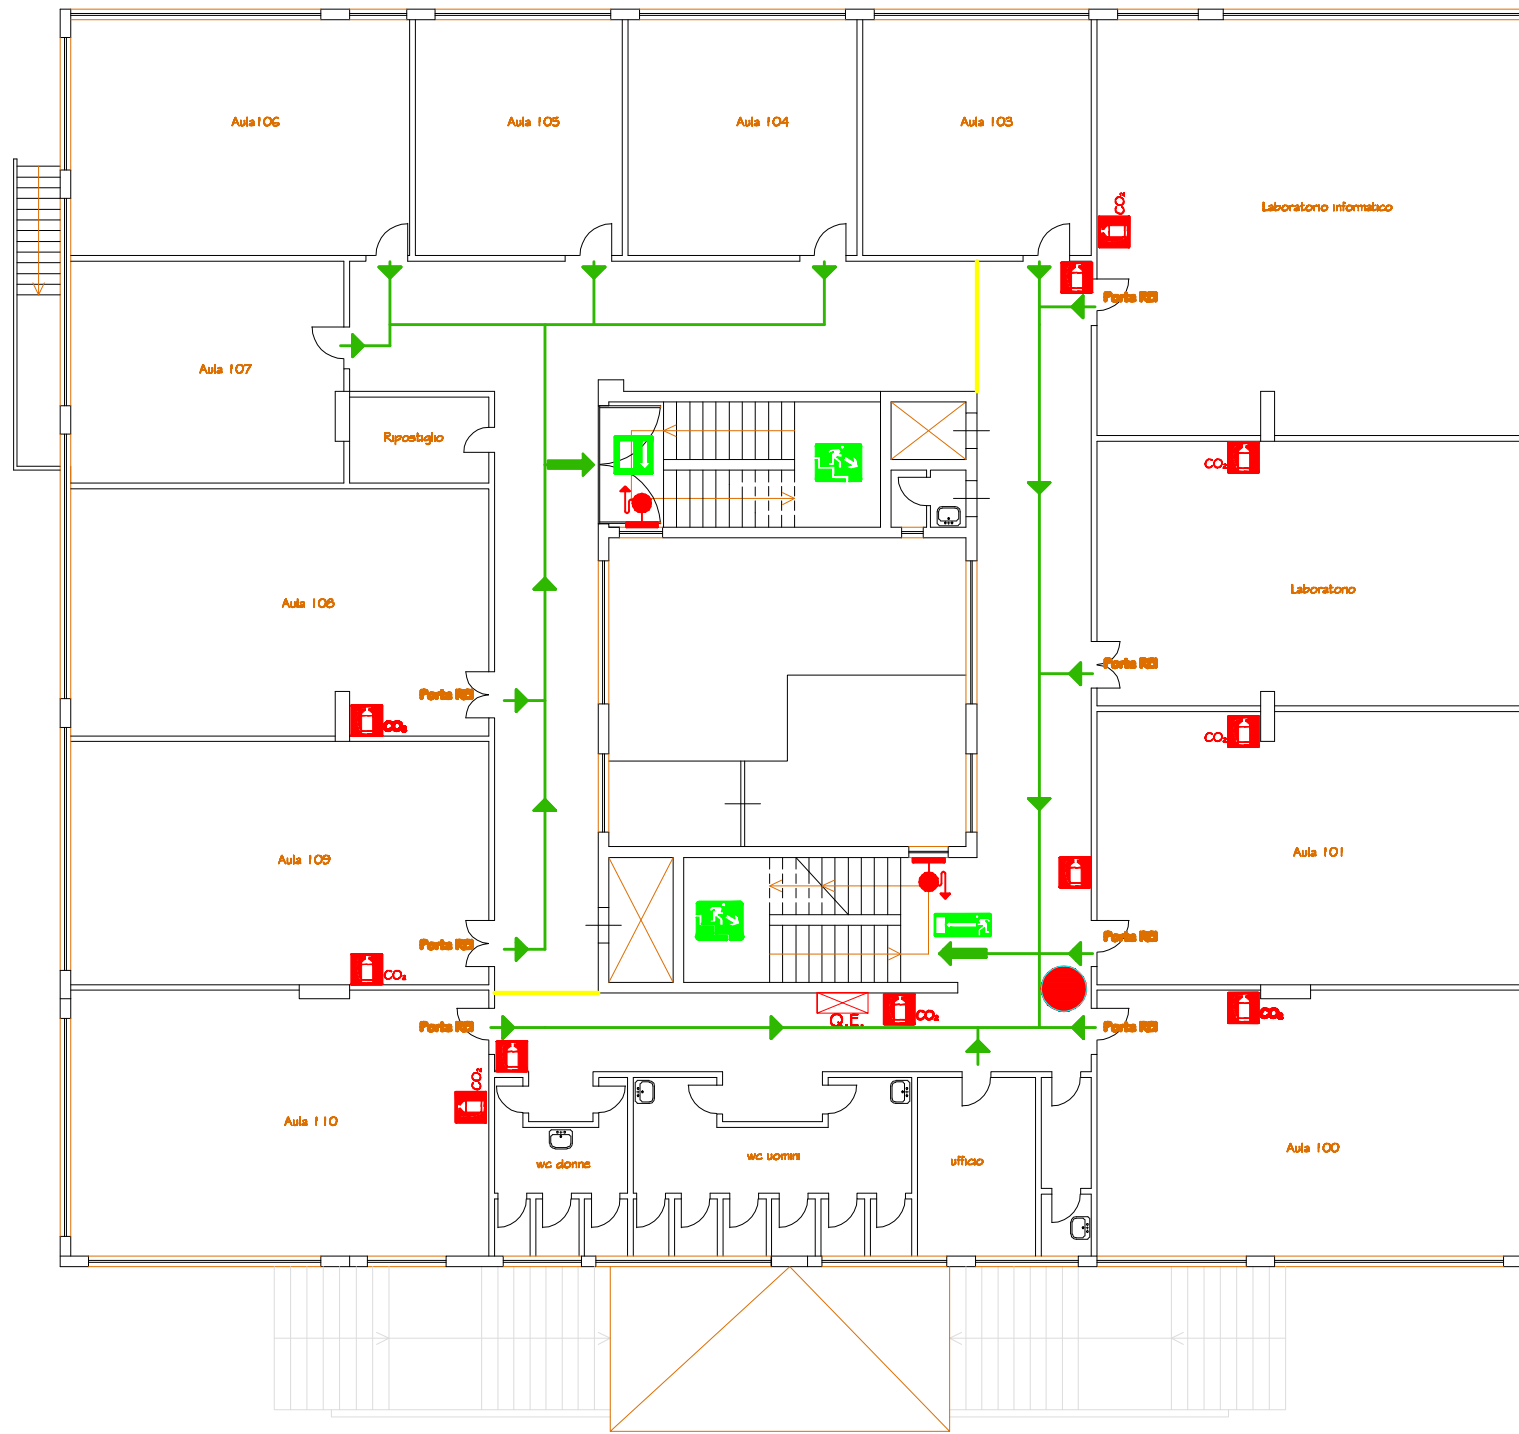 Aula106
Aula 105
Aula 104
Aula 103
Laboratorio informatico
CO₂
Porta REI
Aula 107
Ripostiglio
CO₂
Aula 108
Laboratorio
Porta REI
Porta REI
CO₂
CO₂
Aula 109
Aula 101
Porta REI
Porta REI
CO₂
Porta REI
Q.E.
CO₂
Porta REI
CO₂
CO₂
Aula 110
wc donne
wc uomini
ufficio
Aula 100